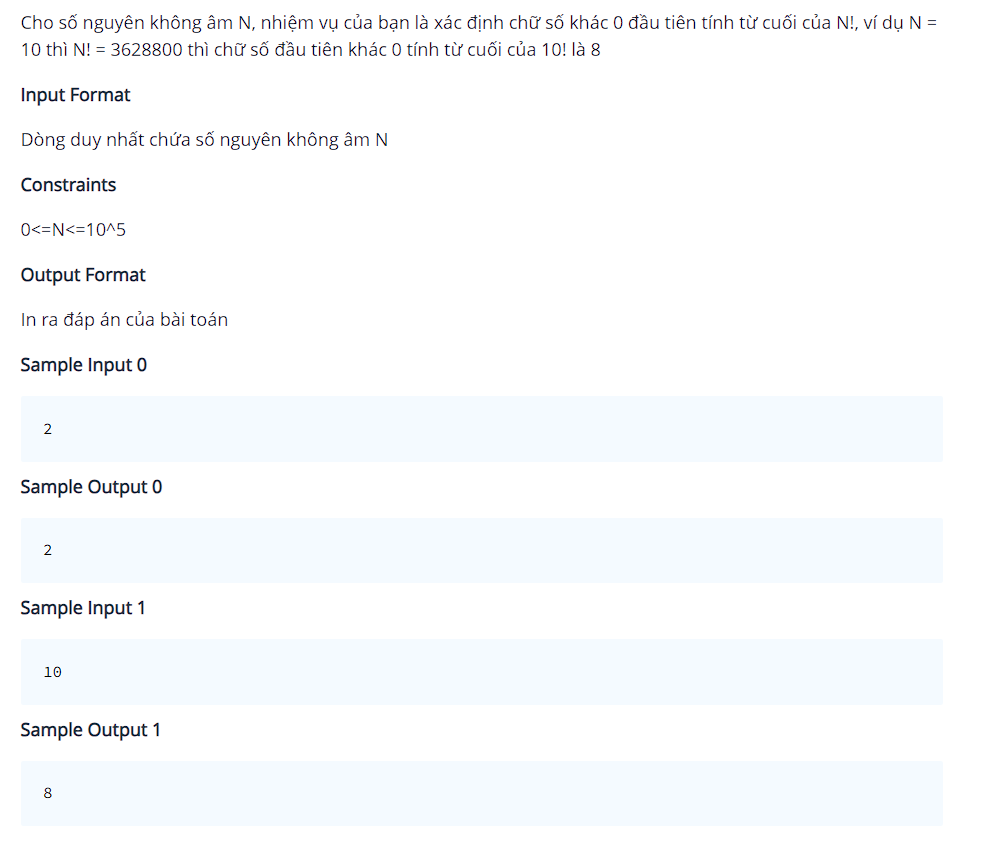 Cho số nguyên không âm N, nhiệm vụ của bạn là xác định chữ số khác 0 đầu tiên tính từ cuối của N!, ví dụ N =
10 thì N! = 3628800 thì chữ số đầu tiên khác 0 tính từ cuối của 10! là 8
Input Format
Dòng duy nhất chứa số nguyên không âm N
Constraints
0<=N<=10^5
Output Format
In ra đáp án của bài toán
Sample Input 0
2
Sample Output 0
2
Sample Input 1
10
Sample Output 1
8